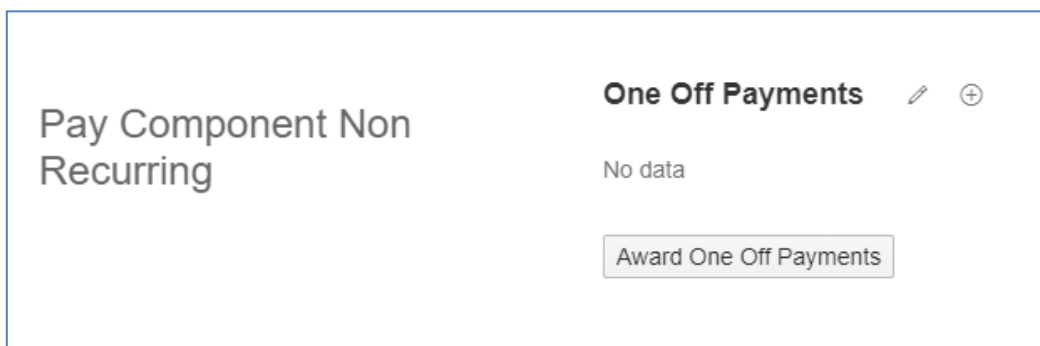 Pay Component Non
Recurring
One Off Payments
No data
Award One Off Payments